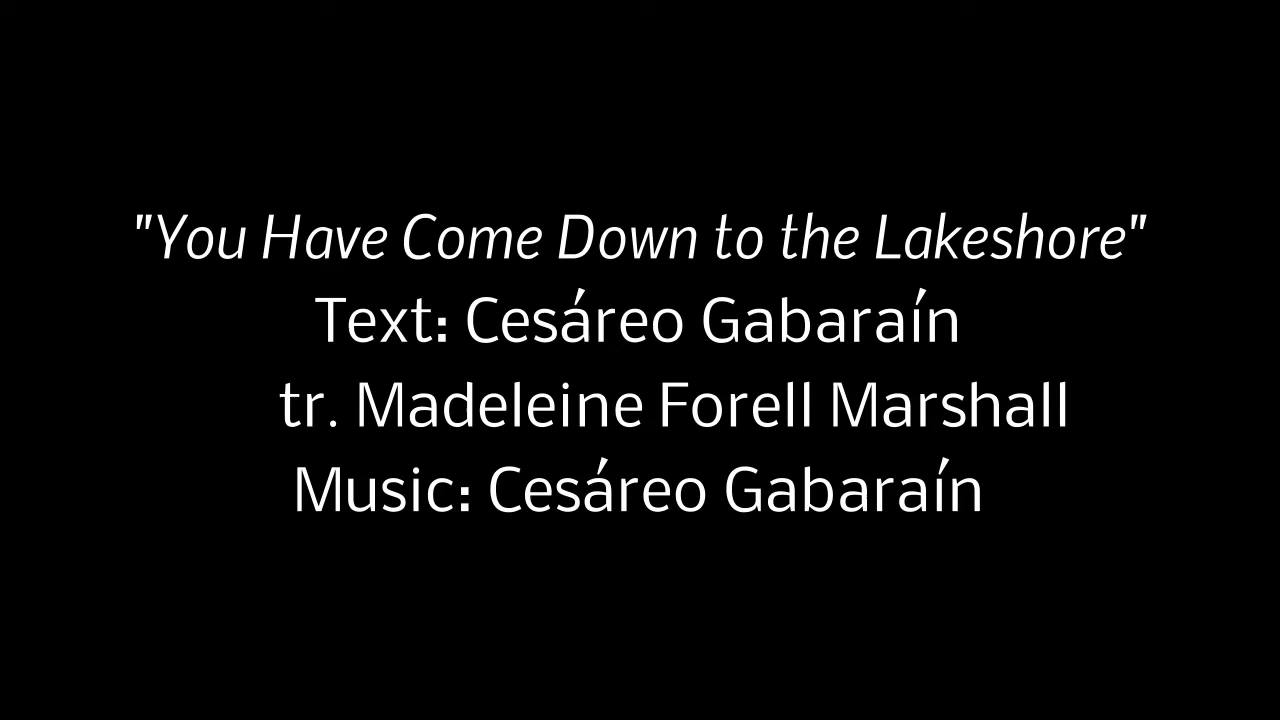 "You Have Come Down to the Lakeshore"
Text: Cesáreo Gabaraín
tr. Madeleine Forell Marshall
Music: Cesáreo Gabaraín